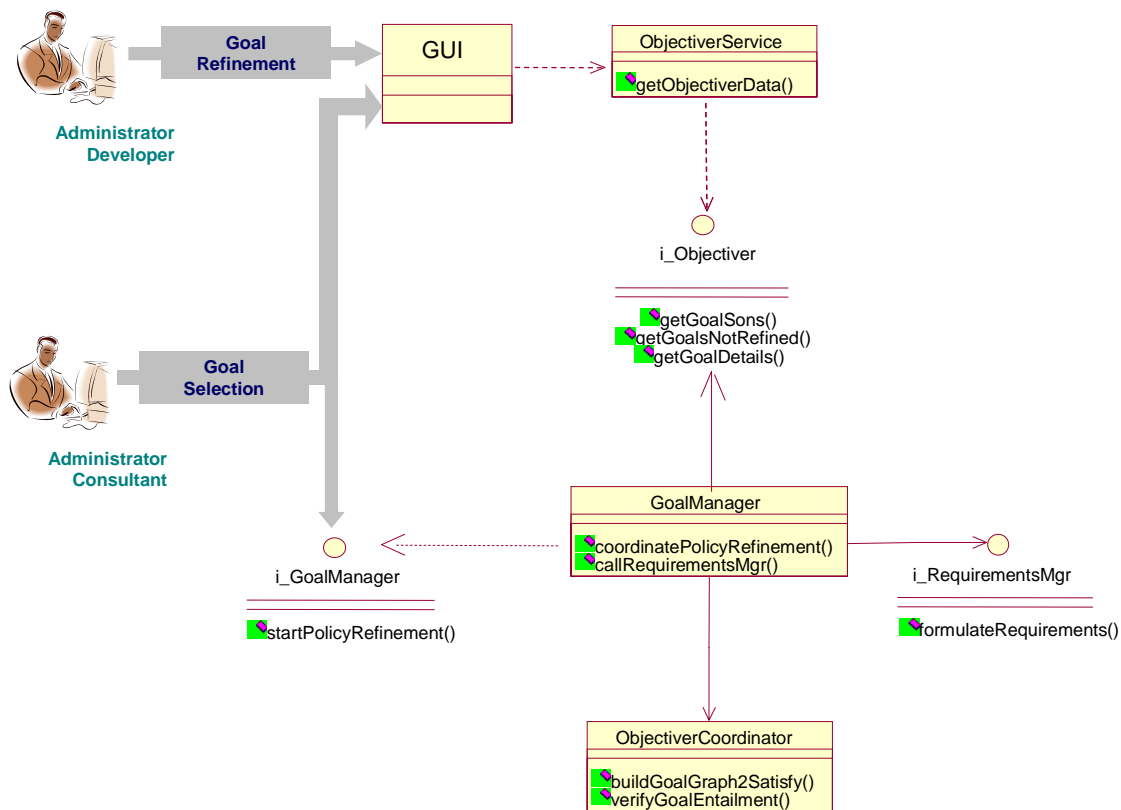 Goal
Refinement
GUI
ObjectiverService
getObjectiverData()
Administrator
Developer
i_Objectiver
getGoalSons()
getGoalsNotRefined()
getGoalDetails()
Goal
Selection
Administrator
Consultant
GoalManager
coordinatePolicyRefinement()
callRequirementsMgr()
i_GoalManager
startPolicyRefinement()
i_RequirementsMgr
formulateRequirements()
ObjectiverCoordinator
buildGoalGraph2Satisfy()
verifyGoalEntailment()